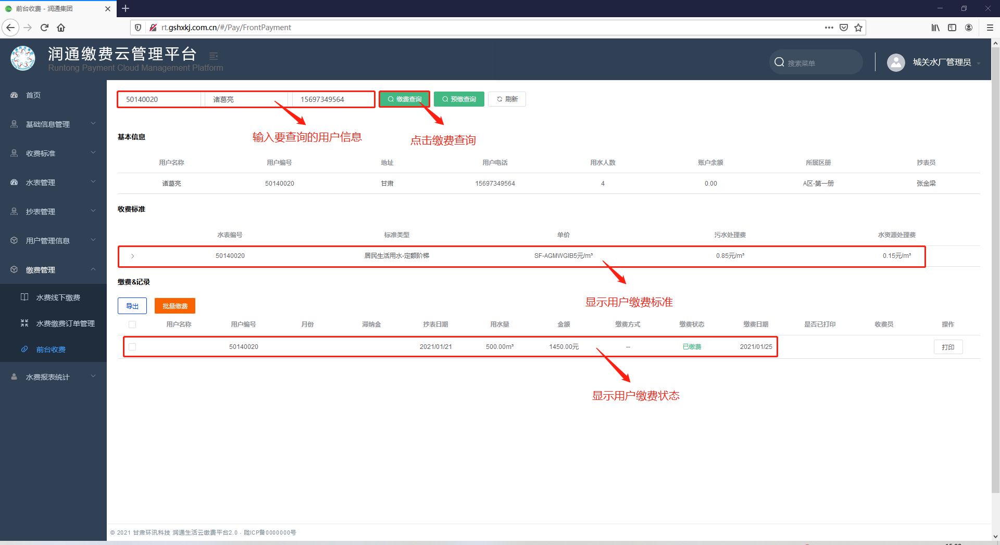 前台收费 - 润通集团
rt.gshxkj.com.cn/#/Pay/FrontPayment
润通缴费云管理平台
Runtong Payment Cloud Management Platform
搜索菜单
城关水厂管理员
首页
基础信息管理
收费标准
水表管理
抄表管理
用户管理信息
缴费管理
水费线下缴费
水费缴费订单管理
前台收费
水费报表统计
50140020 诸葛亮 15697349564 缴费查询 预缴查询 刷新
输入要查询的用户信息 点击缴费查询
基本信息
用户名称 用户编号 地址 用户电话 用水人数 账户余额 所属区册 抄表员
诸葛亮 50140020 甘肃 15697349564 4 0.00 A区-第一册 张金梁
收费标准
水表编号 标准类型 单价 污水处理费 水资源处理费
50140020 居民生活用水-定额阶梯 SF-AGMWGIB5元/m³ 0.85元/m³ 0.15元/m³
显示用户缴费标准
缴费&记录
导出 批量缴费
用户名称 用户编号 月份 滞纳金 抄表日期 用水量 金额 缴费方式 缴费状态 缴费日期 是否已打印 收费员 操作
50140020 2021/01/21 500.00m³ 1450.00元 -- 已缴费 2021/01/25 打印
显示用户缴费状态
© 2021 甘肃环讯科技 润通生活云缴费平台2.0 · 陇ICP备0000000号